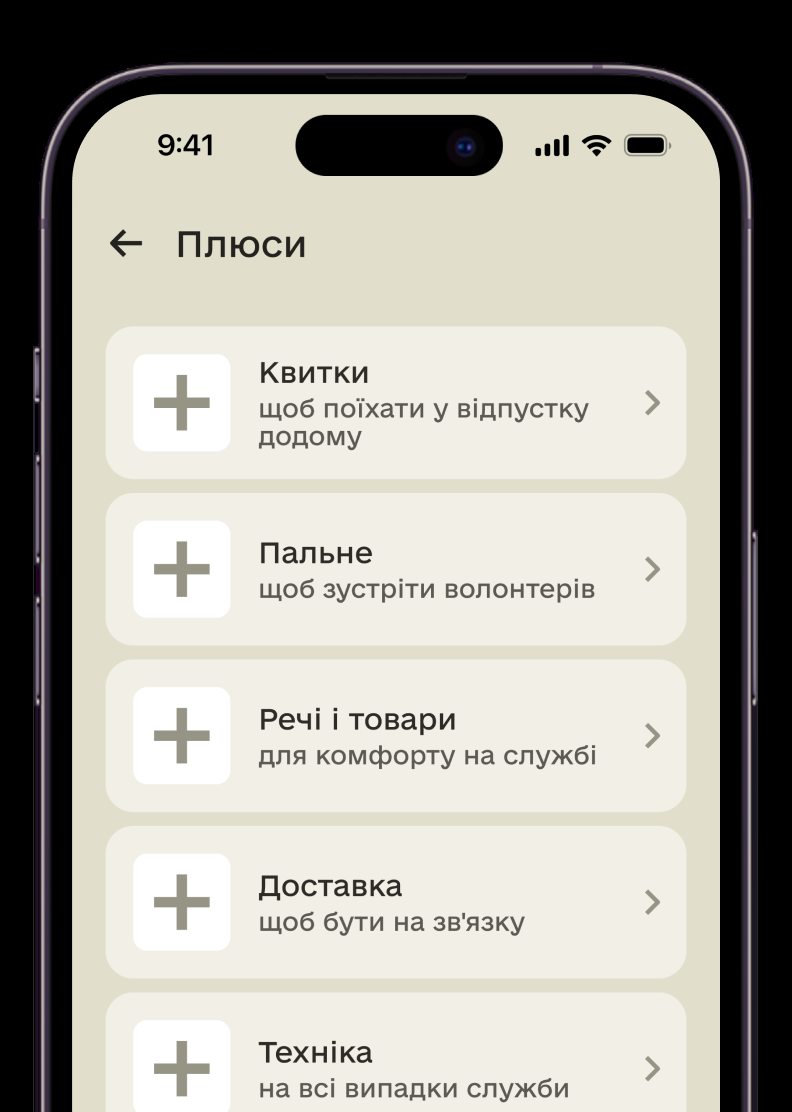 9:41
Плюси
Квитки
щоб поїхати у відпустку
додому
Пальне
щоб зустріти волонтерів
Речі і товари
для комфорту на службі
Доставка
щоб бути на зв'язку
Техніка
на всі випадки служби